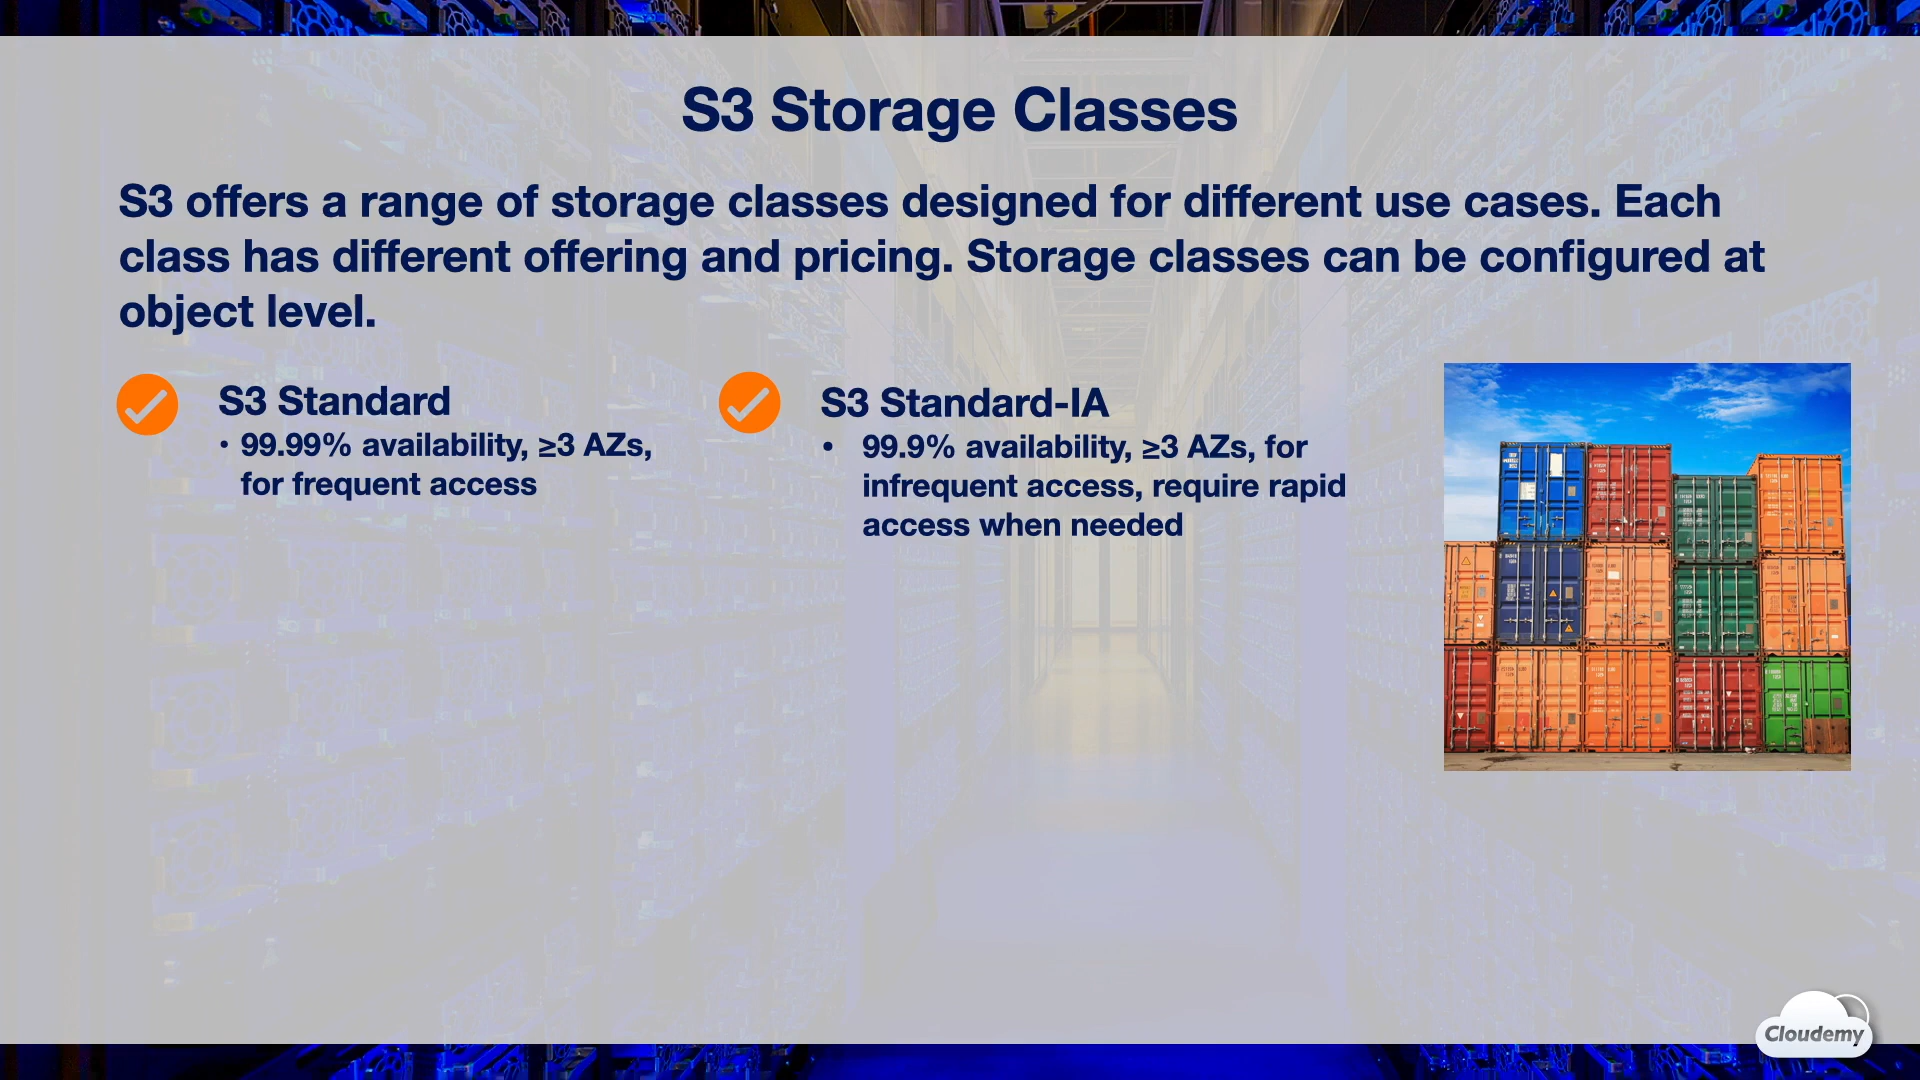 S3 Storage Classes
S3 offers a range of storage classes designed for different use cases. Each
class has different offering and pricing. Storage classes can be configured at
object level.
S3 Standard
• 99.99% availability, ≥3 AZs,
for frequent access
S3 Standard-IA
• 99.9% availability, ≥3 AZs, for
infrequent access, require rapid
access when needed
Cloudemy